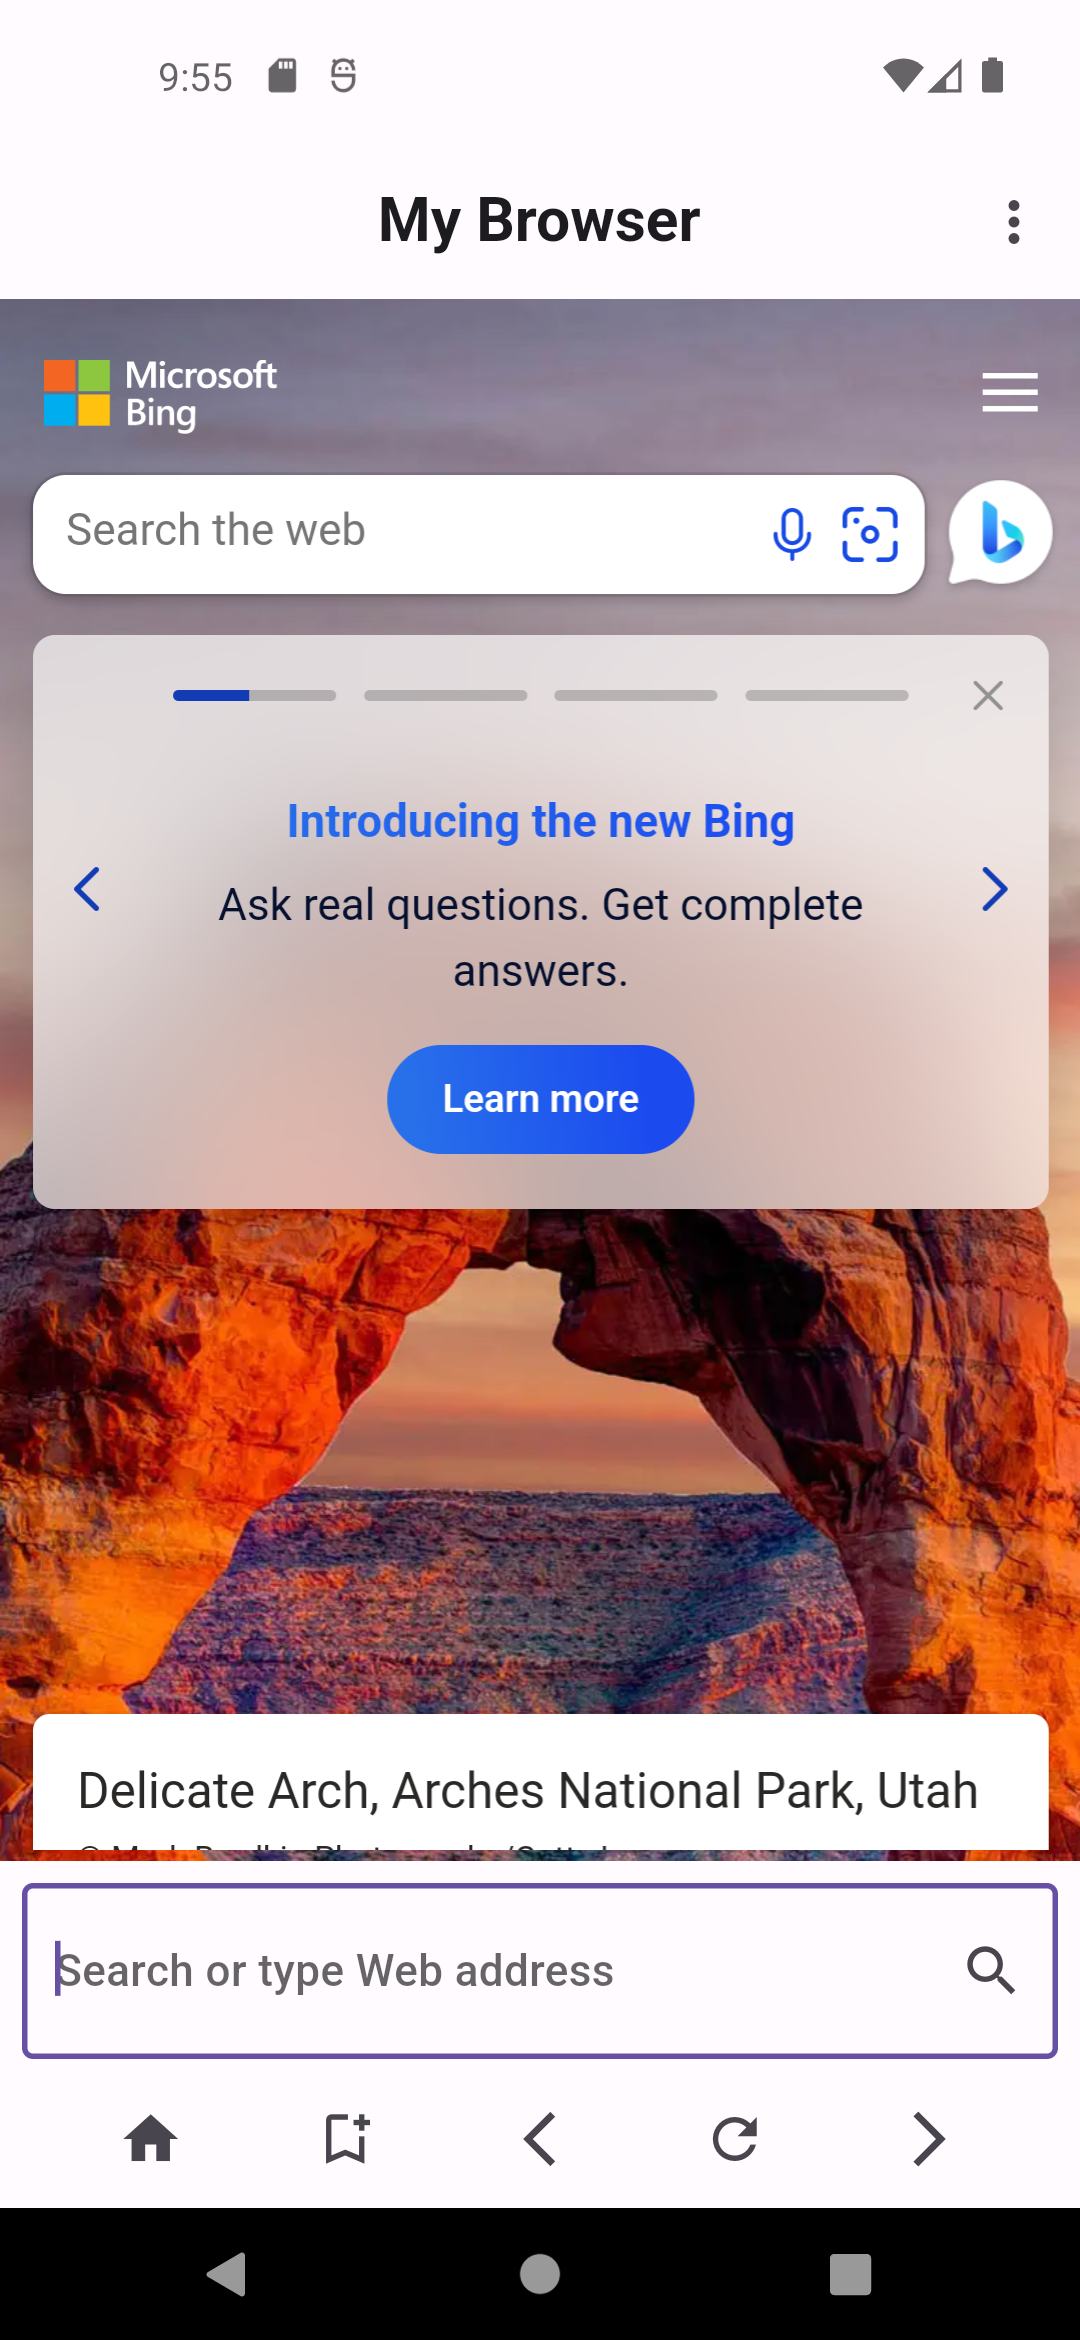 9:55
My Browser
Microsoft
Bing
Search the web
Introducing the new Bing
Ask real questions. Get complete
answers.
Learn more
Delicate Arch, Arches National Park, Utah
Search or type Web address